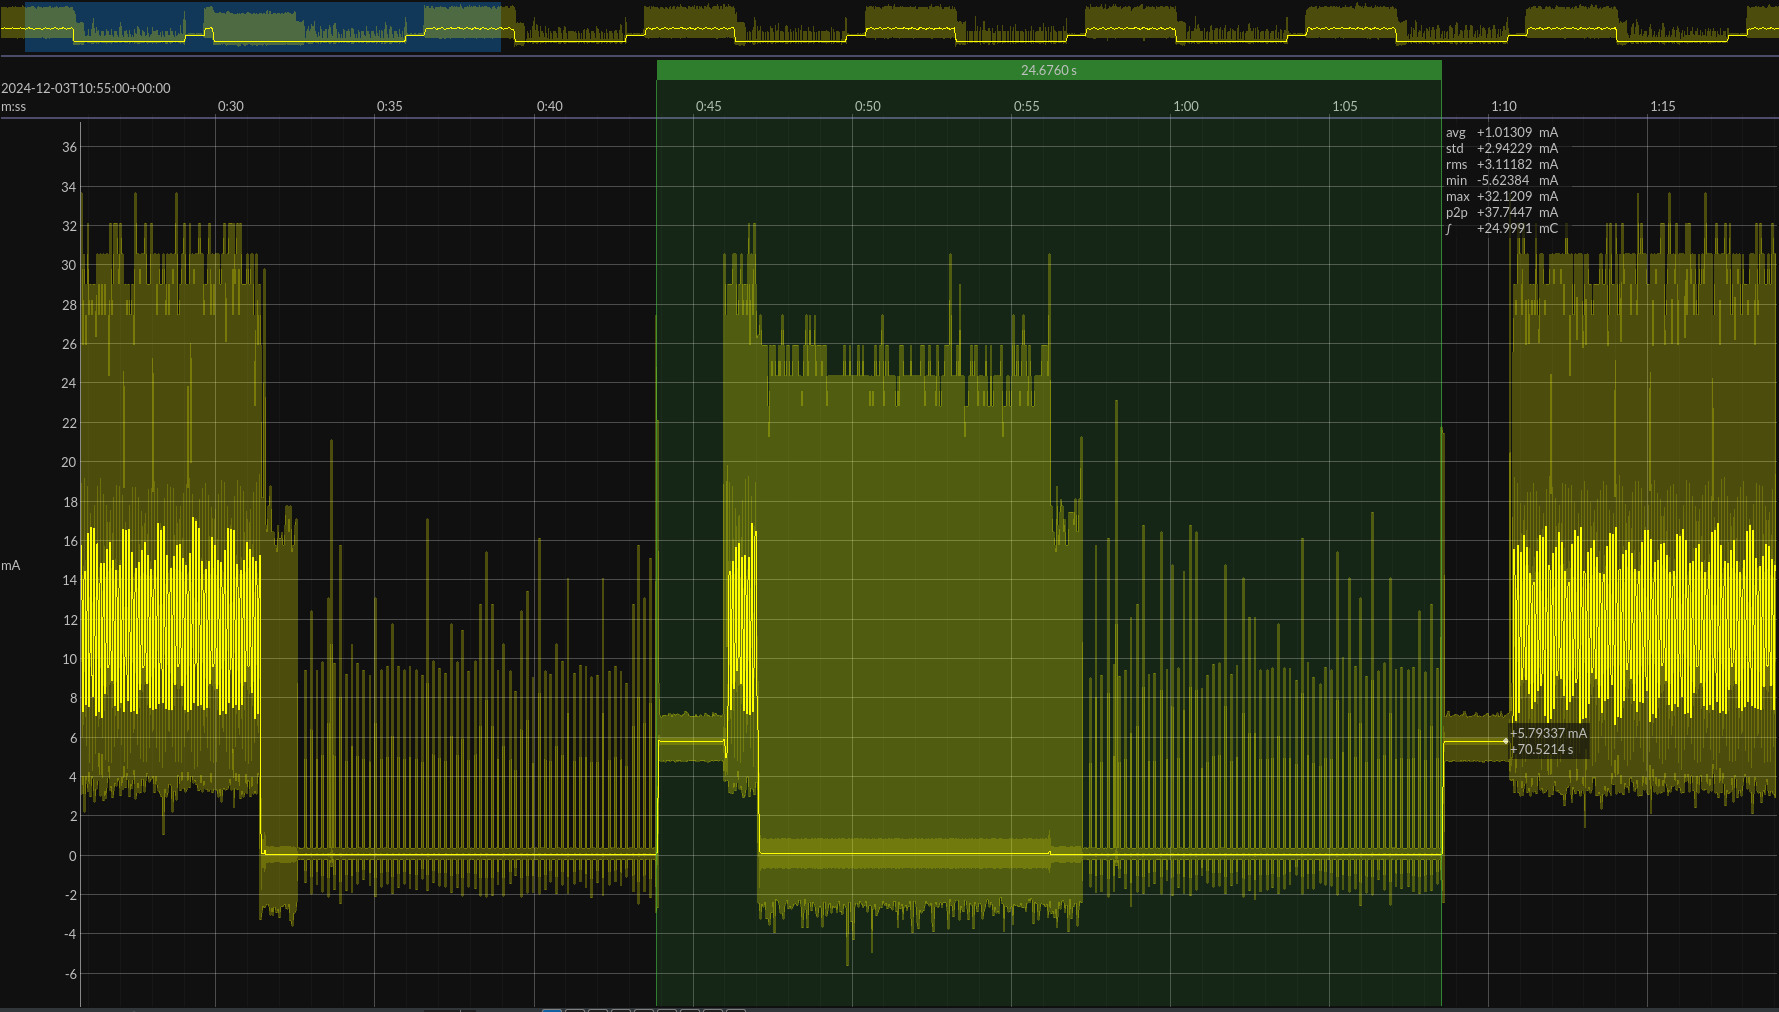 24.6760 s
2024-12-03T10:55:00+00:00
m:ss 0:30 0:35 0:40 0:45 0:50 0:55 1:00 1:05 1:10 1:15
avg +1.01309 mA
std +2.94229 mA
rms +3.11182 mA
min -5.62384 mA
max +32.1209 mA
p2p +37.7447 mA
∫ +24.9991 mC
36
34
32
30
28
26
24
22
20
18
16
mA
14
12
10
8
6
+5.79337 mA
+70.5214 s
4
2
0
-2
-4
-6